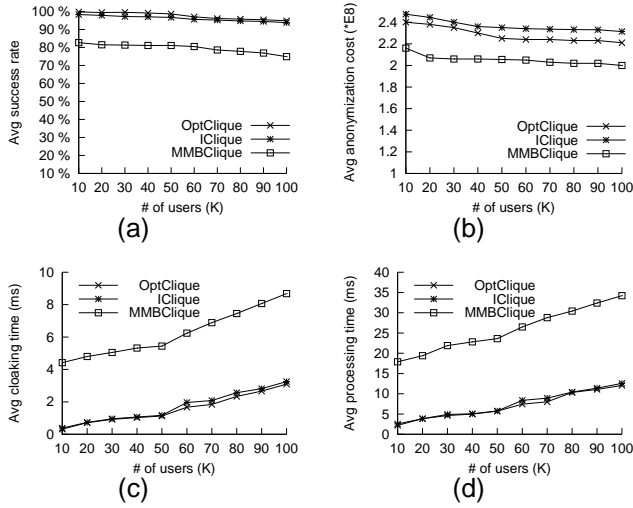 Avg success rate
100 %
90 %
80 %
70 %
60 %
50 %
40 %
30 %
20 %
10 %
OptClique
IClique
MMBClique
10 20 30 40 50 60 70 80 90 100
# of users (K)
(a)
Avg anonymization cost (*E8)
2.4
2.2
2
1.8
1.6
1.4
1.2
1
OptClique
IClique
MMBClique
10 20 30 40 50 60 70 80 90 100
# of users (K)
(b)
Avg cloaking time (ms)
10
8
6
4
2
0
OptClique
IClique
MMBClique
10 20 30 40 50 60 70 80 90 100
# of users (K)
(c)
Avg processing time (ms)
40
35
30
25
20
15
10
5
0
OptClique
IClique
MMBClique
10 20 30 40 50 60 70 80 90 100
# of users (K)
(d)